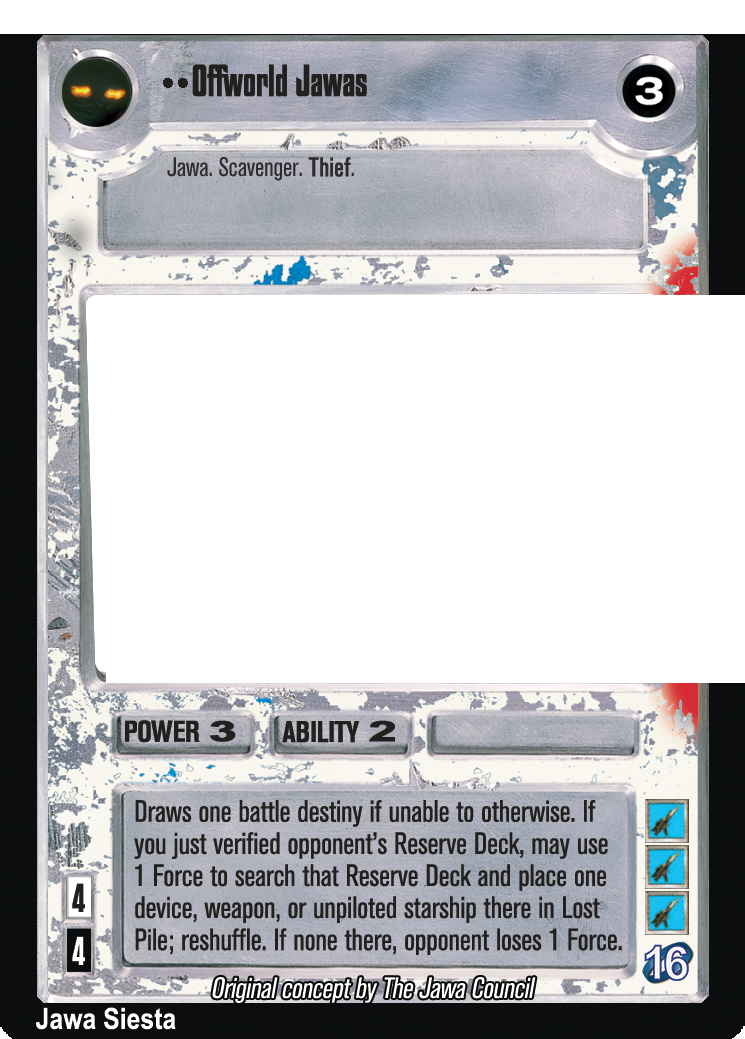 ••Offworld Jawas
3
Jawa. Scavenger. Thief.
POWER 3
ABILITY 2
Draws one battle destiny if unable to otherwise. If
you just verified opponent's Reserve Deck, may use
1 Force to search that Reserve Deck and place one
device, weapon, or unpiloted starship there in Lost
Pile; reshuffle. If none there, opponent loses 1 Force.
4
4
16
Original concept by The Jawa Council
Jawa Siesta